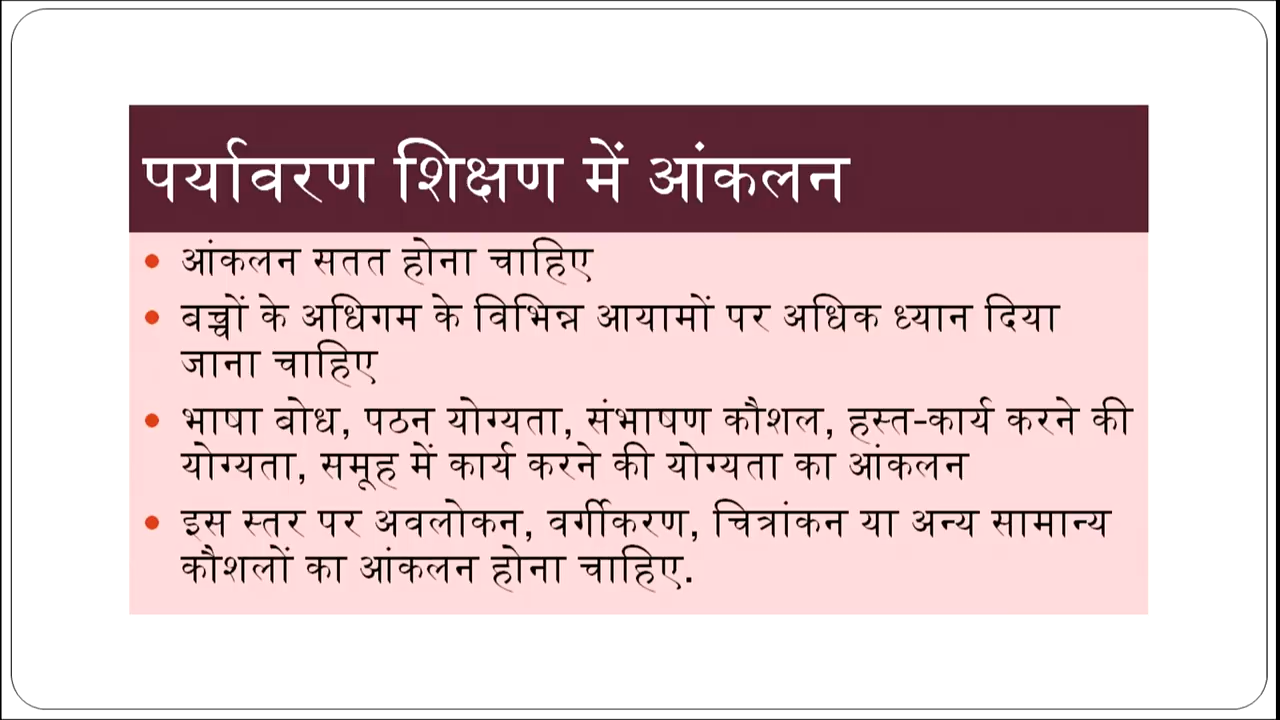 पर्यावरण शिक्षण में आंकलन
• आंकलन सतत होना चाहिए
• बच्चों के अधिगम के विभिन्न आयामों पर अधिक ध्यान दिया
जाना चाहिए
• भाषा बोध, पठन योग्यता, संभाषण कौशल, हस्त-कार्य करने की
योग्यता, समूह में कार्य करने की योग्यता का आंकलन
• इस स्तर पर अवलोकन, वर्गीकरण, चित्रांकन या अन्य सामान्य
कौशलों का आंकलन होना चाहिए.